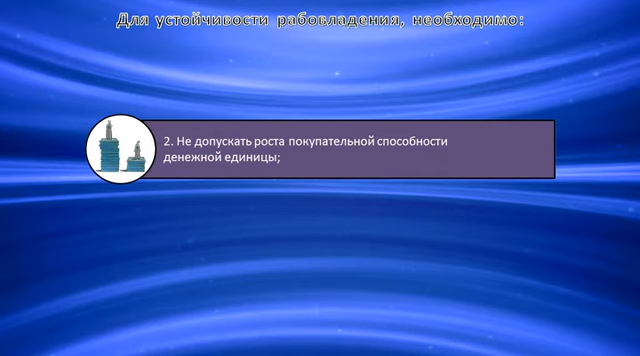 Для устойчивости рабовладения, необходимо:
2. Не допускать роста покупательной способности
денежной единицы;